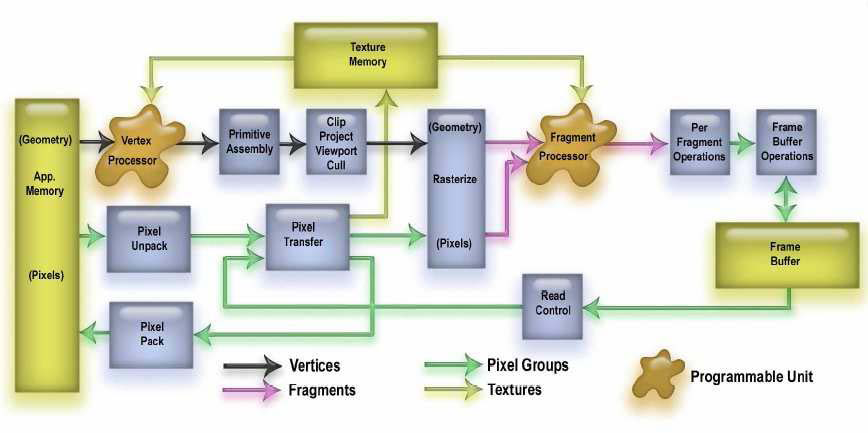 Texture
Memory
(Geometry)
App.
Memory
(Pixels)
Vertex
Processor
Primitive
Assembly
Clip
Project
Viewport
Cull
(Geometry)
Rasterize
(Pixels)
Fragment
Processor
Per
Fragment
Operations
Frame
Buffer
Operations
Pixel
Unpack
Pixel
Transfer
Frame
Buffer
Read
Control
Pixel
Pack
Vertices
Fragments
Pixel Groups
Textures
Programmable Unit